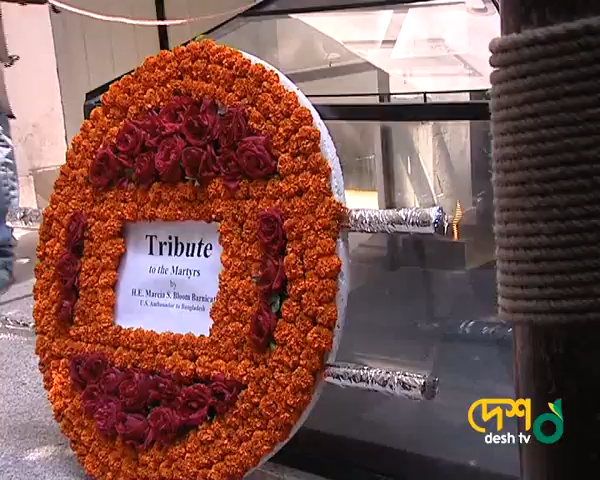 Tribute
to the Martyrs
by
H.E. Marcia S. Bloom Bernicat
U.S. Ambassador to Bangladesh
দেশ
desh tv